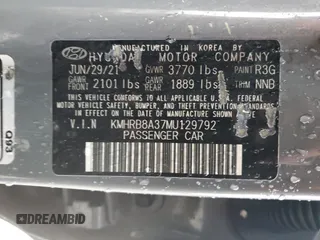 MANUFACTURED IN KOREA BY
HYUNDAI MOTOR COMPANY
JUN/29/21 GVWR 3770 lbs PAINT R3G
GAWR FRONT 2101 lbs GAWR REAR 1889 lbs TRIM NNB
THIS VEHICLE CONFORMS TO ALL APPLICABLE
FEDERAL MOTOR VEHICLE SAFETY, BUMPER,
AND THEFT PREVENTION STANDARDS
IN EFFECT ON THE DATE OF MANUFACTURE
SHOWN ABOVE.
V.I.N KMHRB8A37MU129792
PASSENGER CAR
Q93